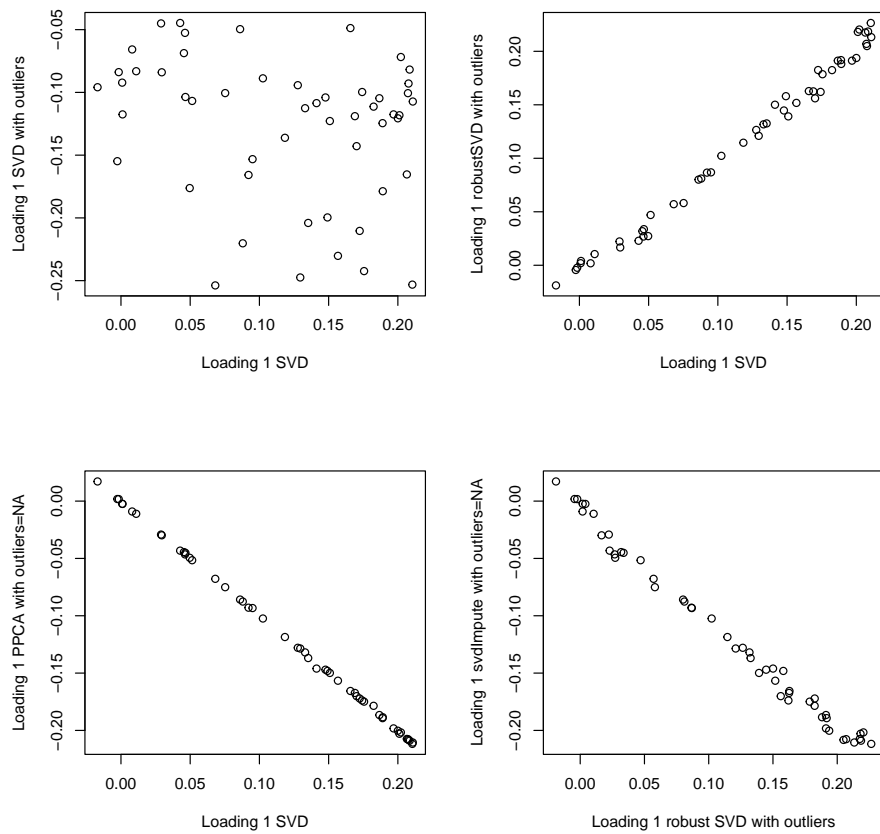 Loading 1 SVD with outliers
−0.05
−0.10
−0.15
−0.20
−0.25
0.00 0.05 0.10 0.15 0.20
Loading 1 SVD
Loading 1 robustSVD with outliers
0.20
0.15
0.10
0.05
0.00
0.00 0.05 0.10 0.15 0.20
Loading 1 SVD
Loading 1 PPCA with outliers=NA
0.00
−0.05
−0.10
−0.15
−0.20
0.00 0.05 0.10 0.15 0.20
Loading 1 SVD
Loading 1 svdImpute with outliers=NA
0.00
−0.05
−0.10
−0.15
−0.20
0.00 0.05 0.10 0.15 0.20
Loading 1 robust SVD with outliers